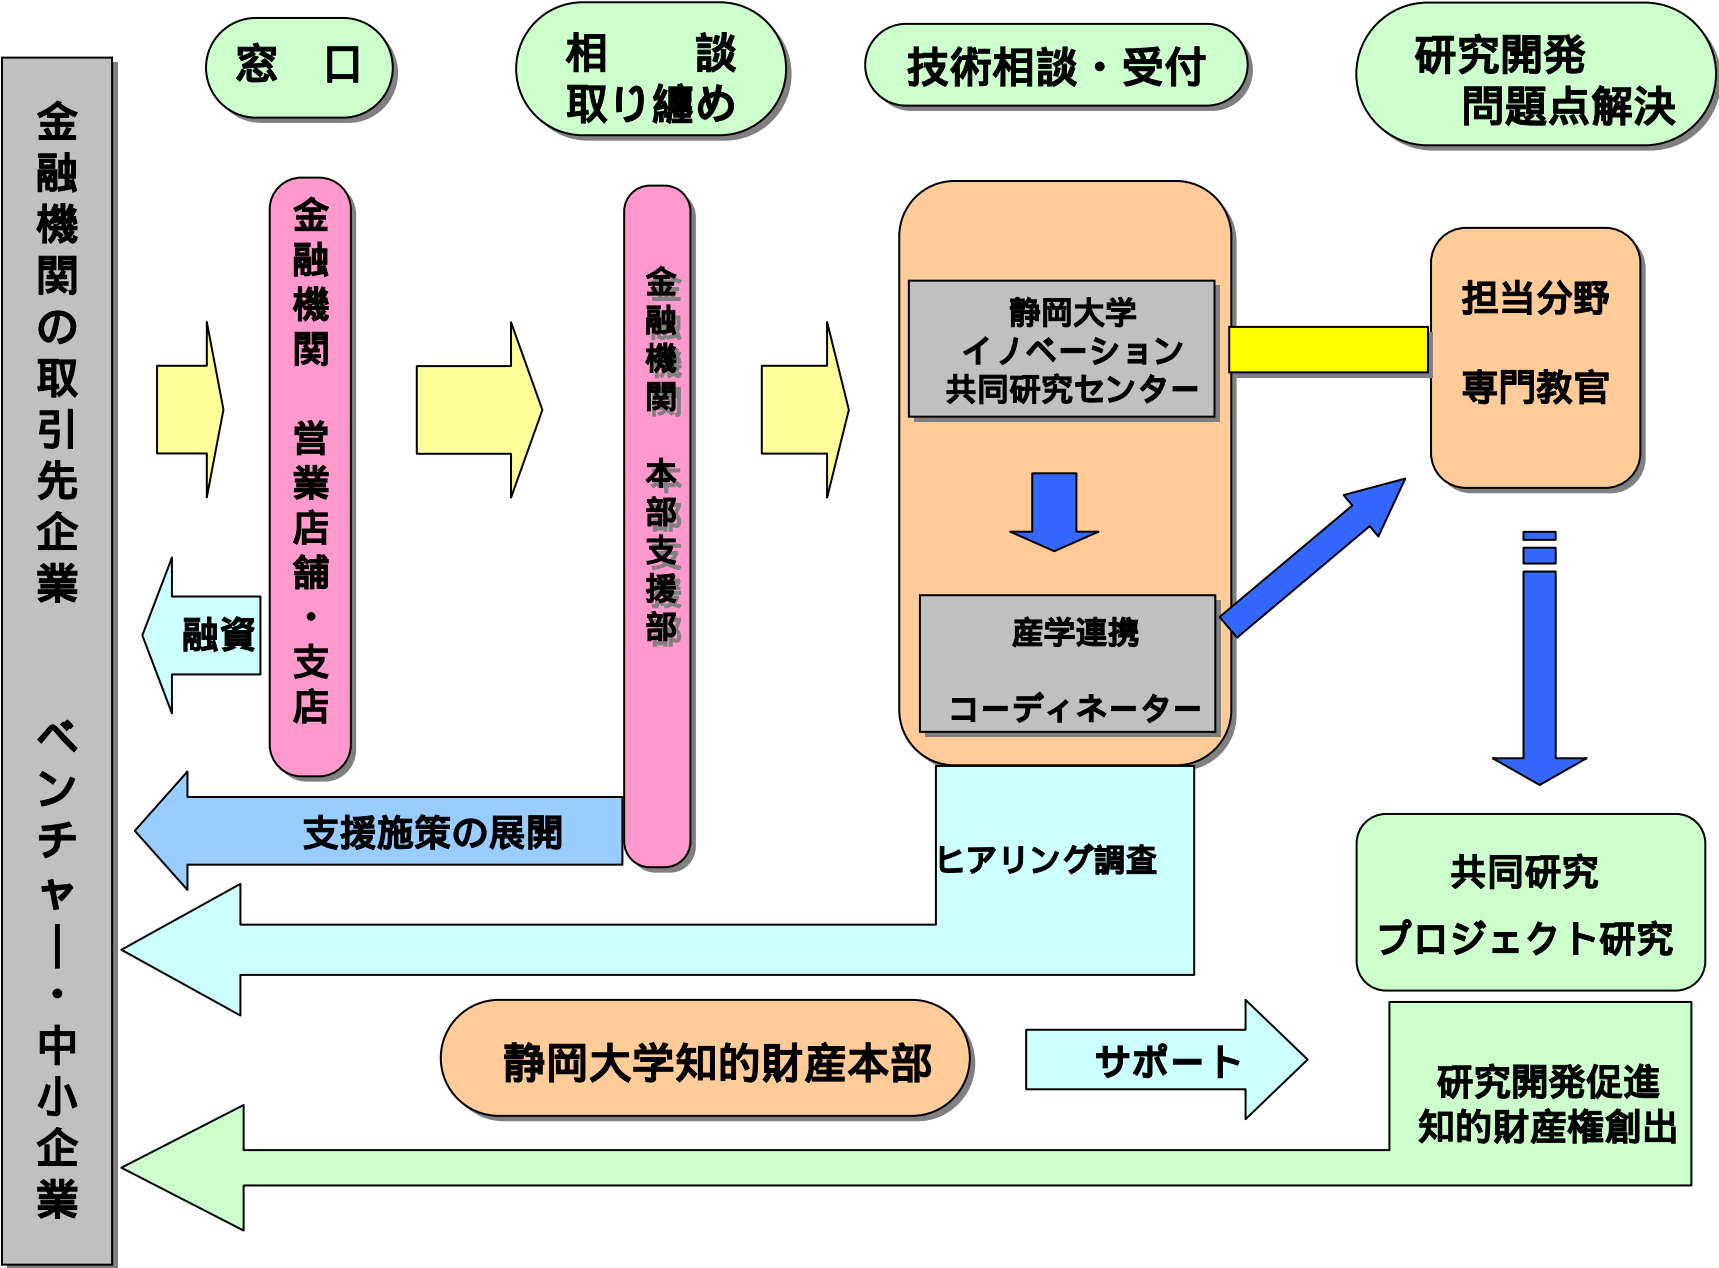 窓　口
相　　談
取り纏め
技術相談・受付
研究開発
問題点解決
金融機関の取引先企業　　ベンチャー・中小企業
金融機関　営業店舗・支店
金融機関　本部支援部
静岡大学
イノベーション
共同研究センター
担当分野
専門教官
融資
産学連携
コーディネーター
支援施策の展開
ヒアリング調査
共同研究
プロジェクト研究
静岡大学知的財産本部
サポート
研究開発促進
知的財産権創出